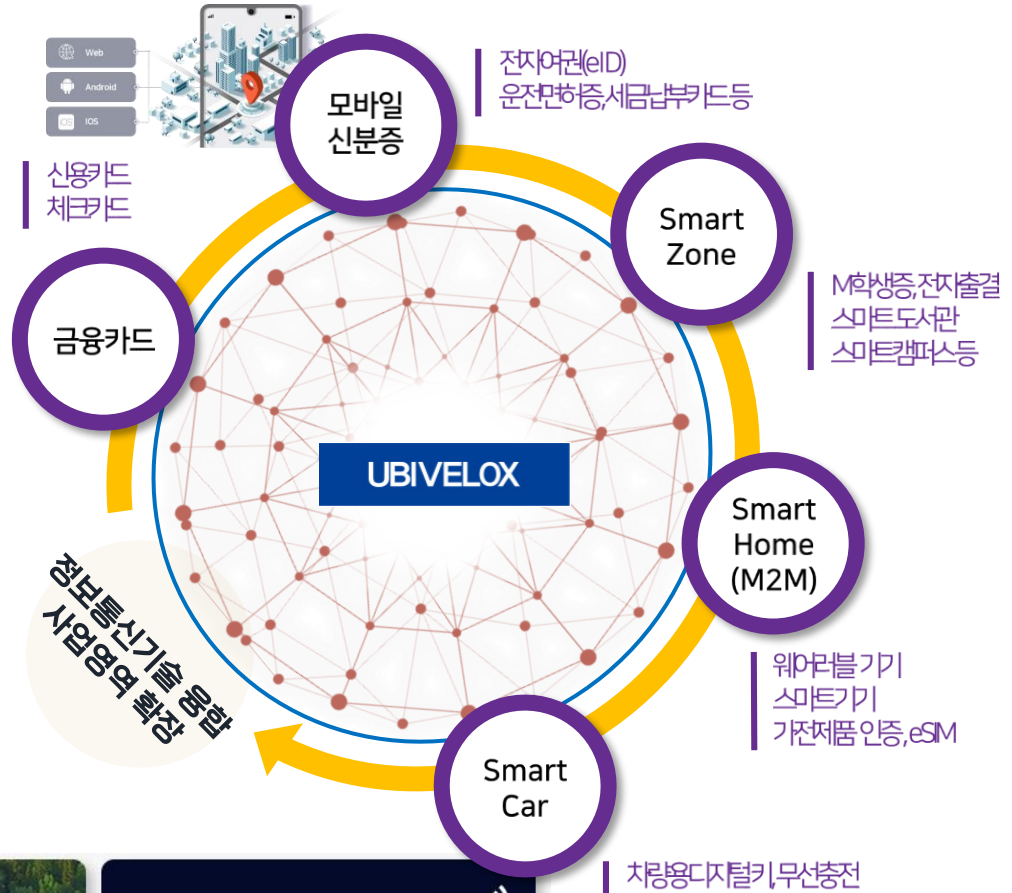 Web
Android
IOS
모바일
신분증
전자여권(eID)
운전면허증,세금납부카드 등
신용카드
체크카드
금융카드
Smart
Zone
M학생증, 전자출결
스마트 도서관
스마트캠퍼스 등
UBIVELOX
Smart
Home
(M2M)
웨어러블 기기
스마트기기
가전제품 인증, eSIM
정보통신기술 융합
사업영역 확장
Smart
Car
차량용 디지털 키, 무선충전